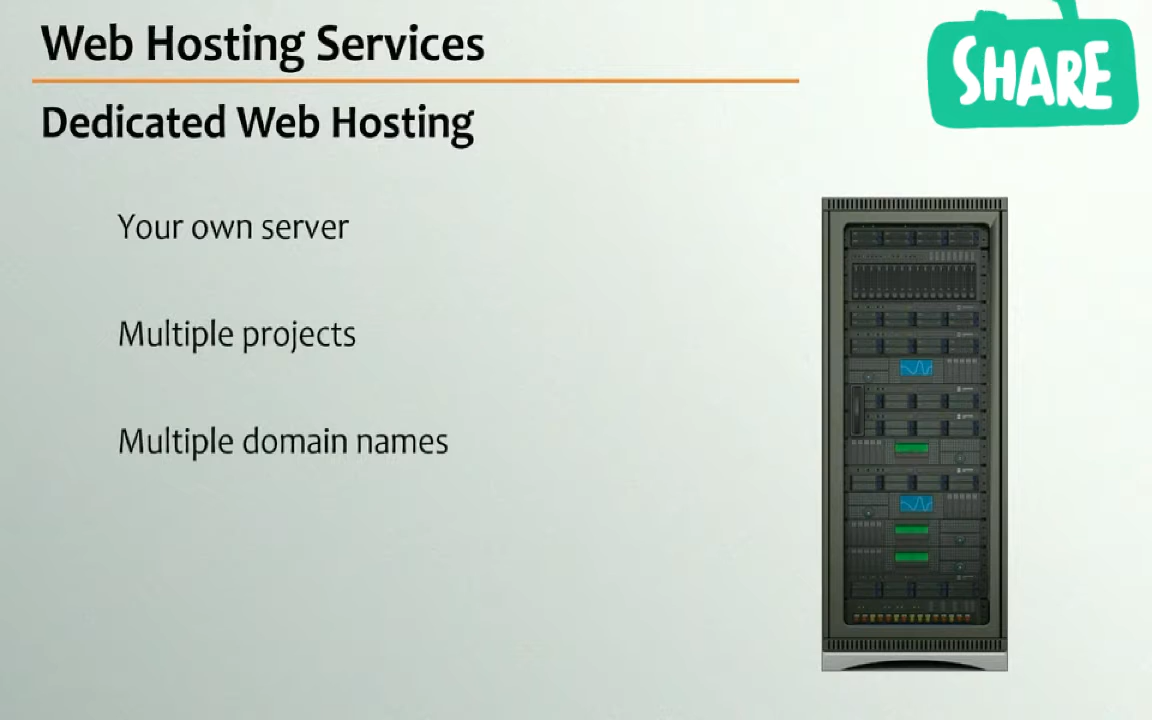 Web Hosting Services
SHARE
Dedicated Web Hosting
Your own server
Multiple projects
Multiple domain names